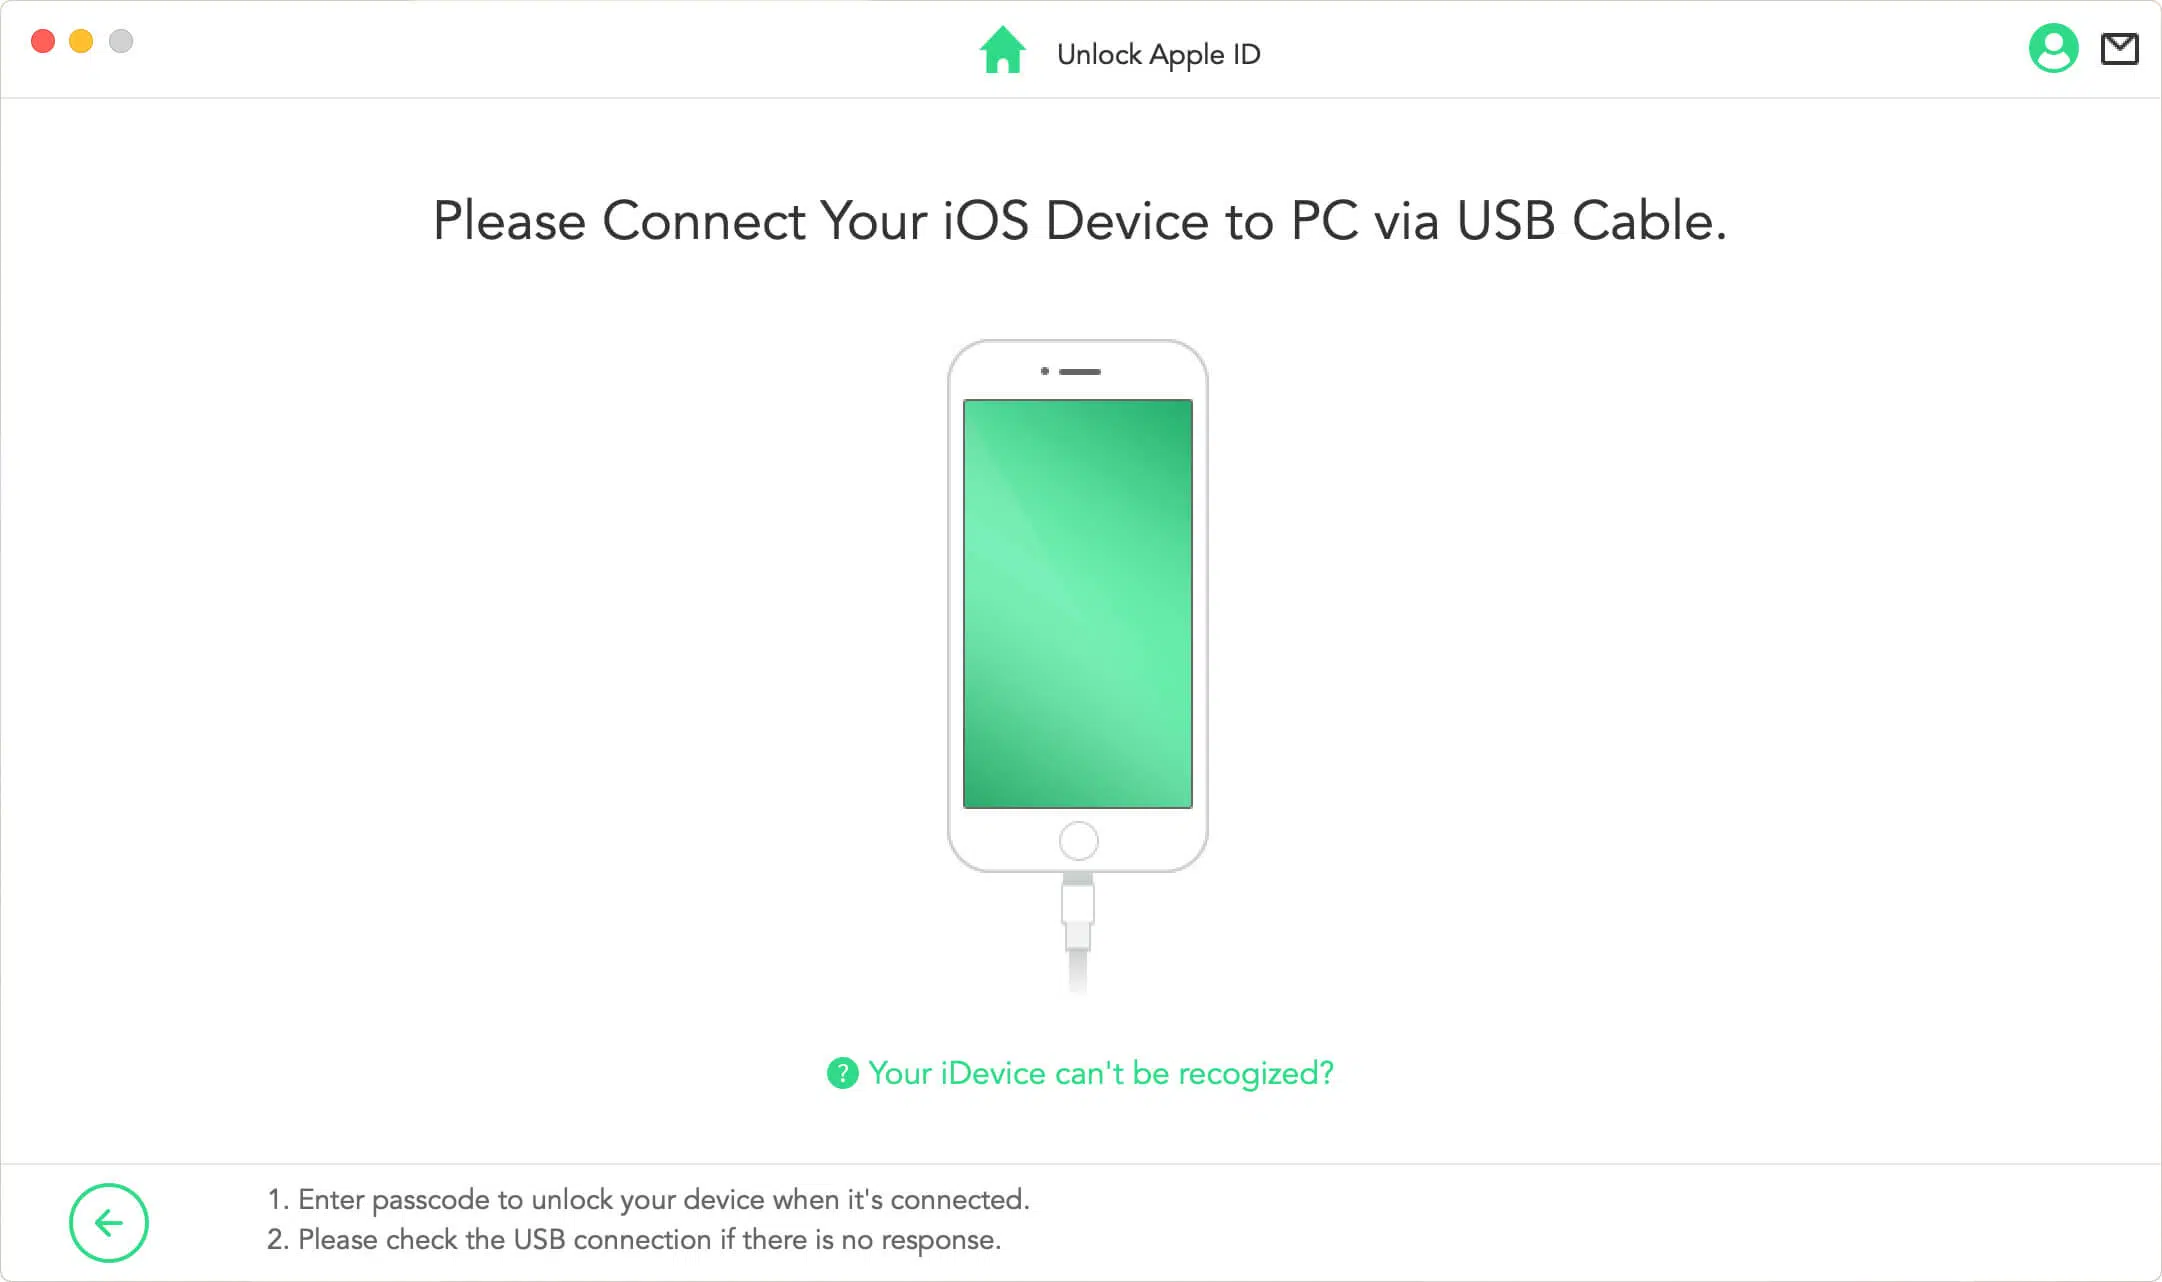 Unlock Apple ID
Please Connect Your iOS Device to PC via USB Cable.
? Your iDevice can't be recogized?
1. Enter passcode to unlock your device when it's connected.
2. Please check the USB connection if there is no response.